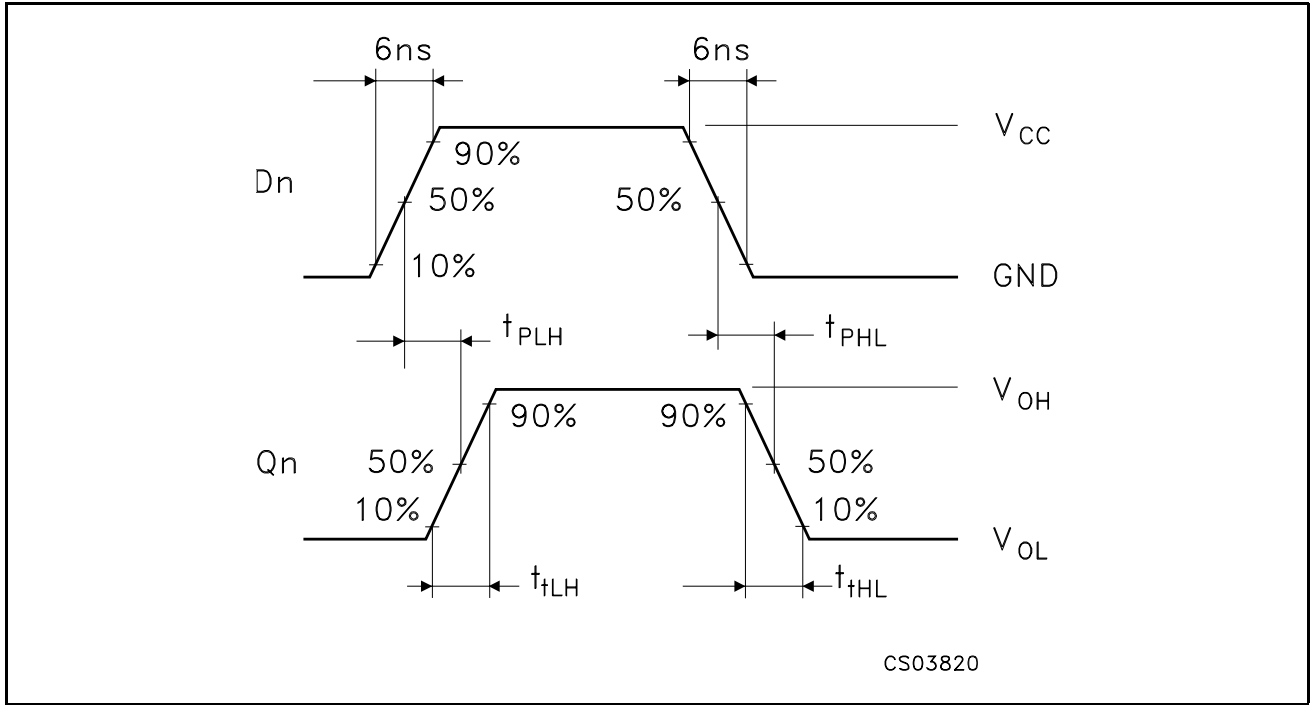 6ns 6ns
V_CC
90%
Dn 50% 50%
10% GND
t_PLH t_PHL
V_OH
90% 90%
Qn 50% 50%
10% 10%
V_OL
t_tLH t_tHL
CS03820